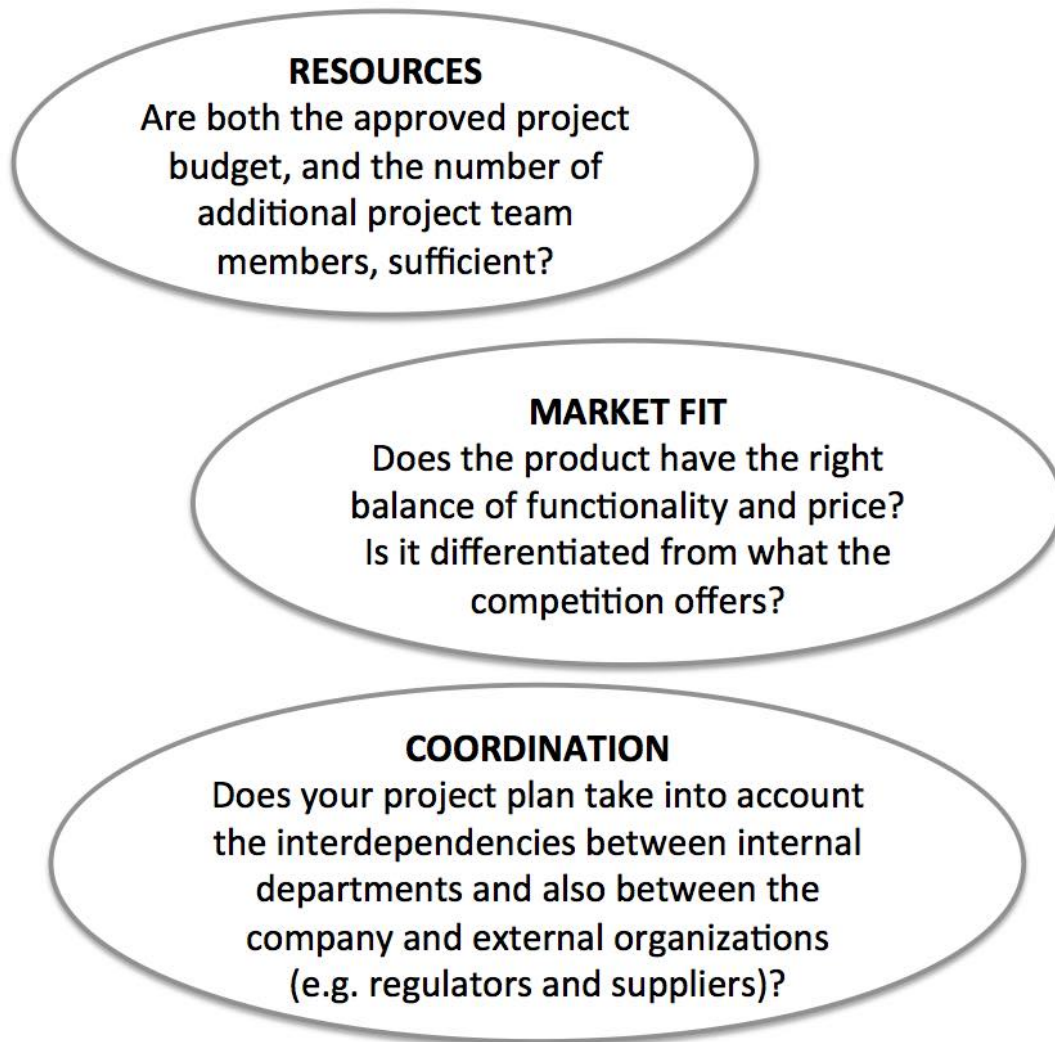 RESOURCES
Are both the approved project
budget, and the number of
additional project team
members, sufficient?
MARKET FIT
Does the product have the right
balance of functionality and price?
Is it differentiated from what the
competition offers?
COORDINATION
Does your project plan take into account
the interdependencies between internal
departments and also between the
company and external organizations
(e.g. regulators and suppliers)?